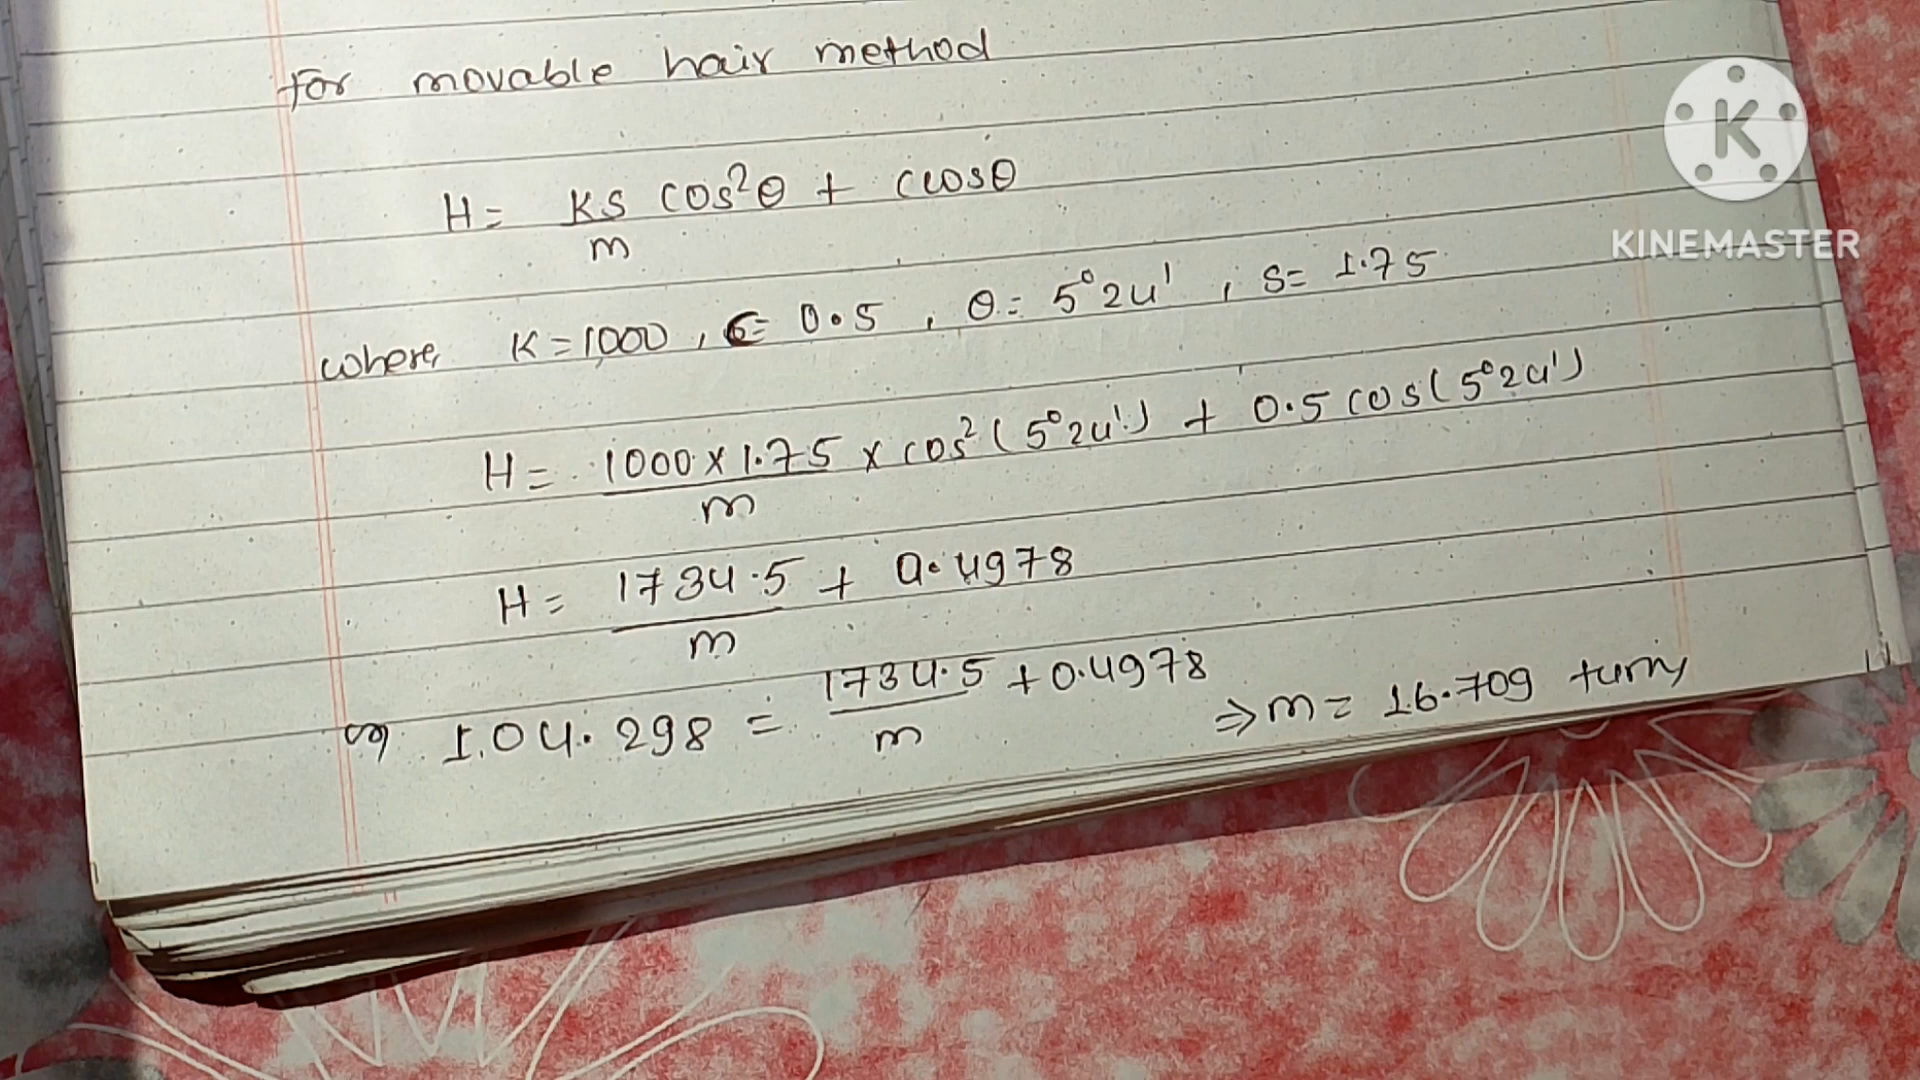 For movable hair method
K
KINEMASTER
H = KS/m cos²θ + c cosθ
where, K = 1000, C = 0.5, θ = 5°24', S = 1.75
H = 1000 × 1.75/m × cos²(5°24') + 0.5 cos(5°24')
H = 1734.5/m + 0.4978
or 104.298 = 1734.5/m + 0.4978 ⇒ m = 16.709 turns